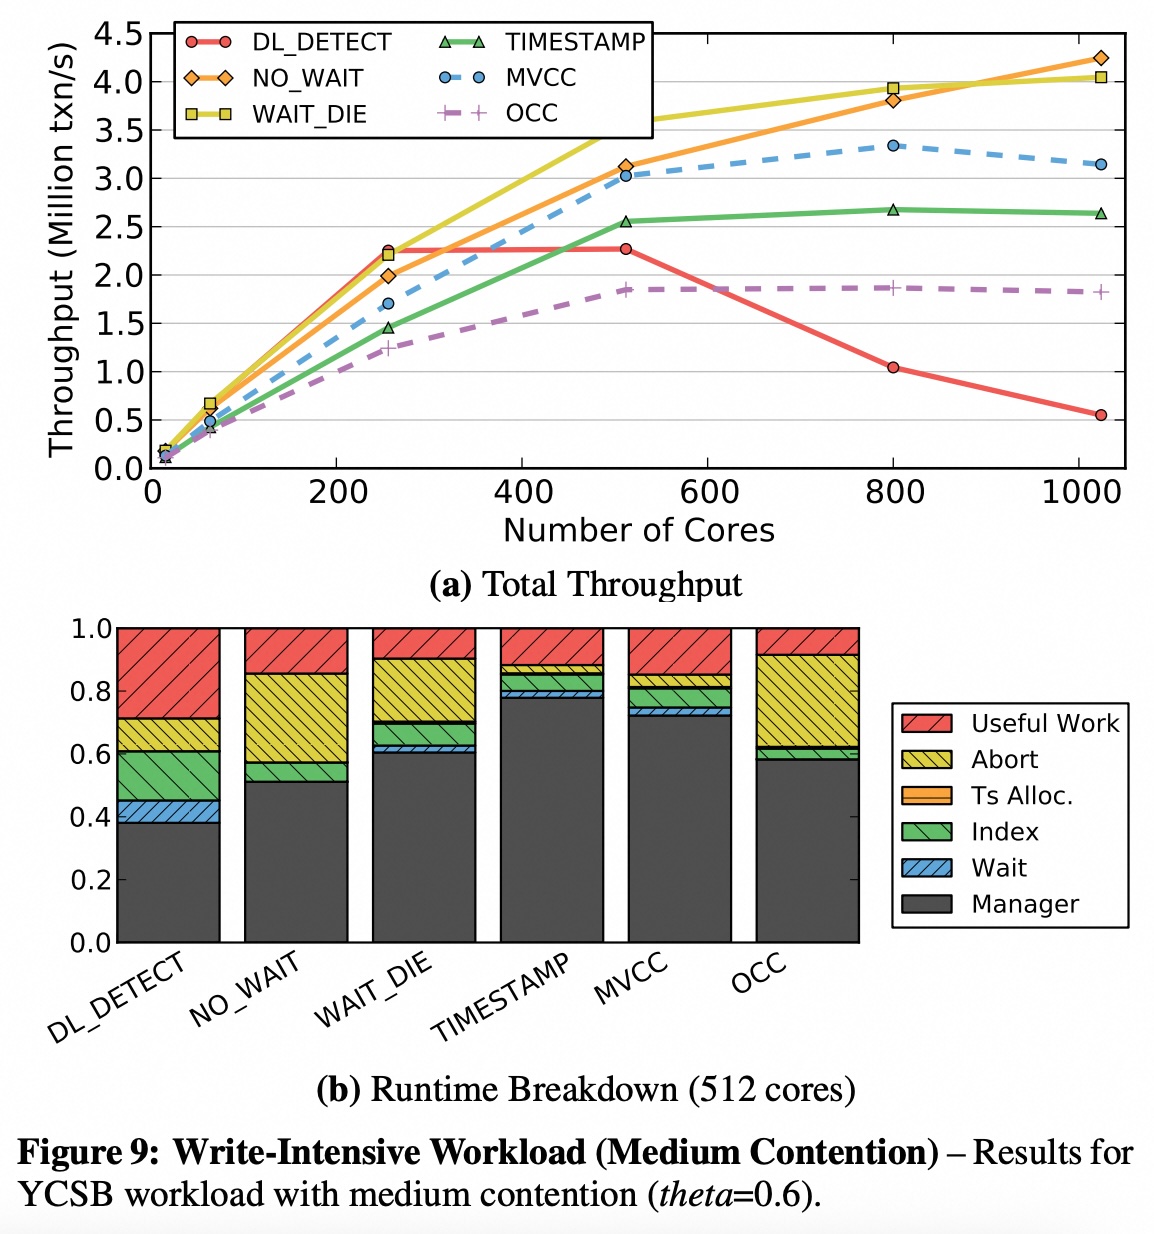 4.5
4.0
3.5
3.0
2.5
2.0
1.5
1.0
0.5
0.0
Throughput (Million txn/s)
DL_DETECT
NO_WAIT
WAIT_DIE
TIMESTAMP
MVCC
OCC
0 200 400 600 800 1000
Number of Cores
(a) Total Throughput
1.0
0.8
0.6
0.4
0.2
0.0
DL_DETECT NO_WAIT WAIT_DIE TIMESTAMP MVCC OCC
Useful Work
Abort
Ts Alloc.
Index
Wait
Manager
(b) Runtime Breakdown (512 cores)
Figure 9: Write-Intensive Workload (Medium Contention) – Results for
YCSB workload with medium contention (theta=0.6).